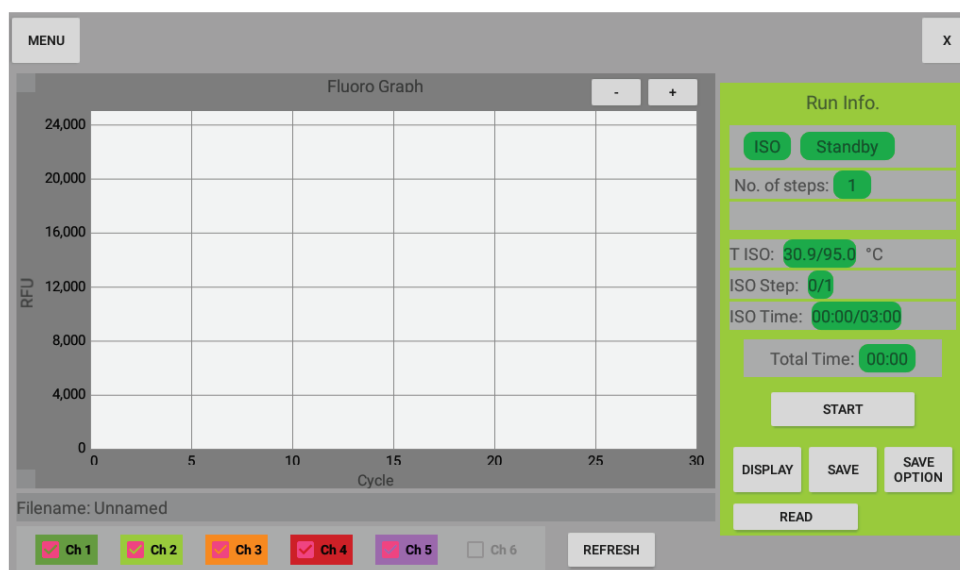 MENU
X
Fluoro Graph
-
+
24,000
20,000
16,000
12,000
8,000
4,000
0
RFU
0 5 10 15 20 25 30
Cycle
Run Info.
ISO Standby
No. of steps: 1
T ISO: 30.9/95.0 °C
ISO Step: 0/1
ISO Time: 00:00/03:00
Total Time: 00:00
START
DISPLAY
SAVE
SAVE
OPTION
READ
Filename: Unnamed
Ch 1 Ch 2 Ch 3 Ch 4 Ch 5 Ch 6
REFRESH